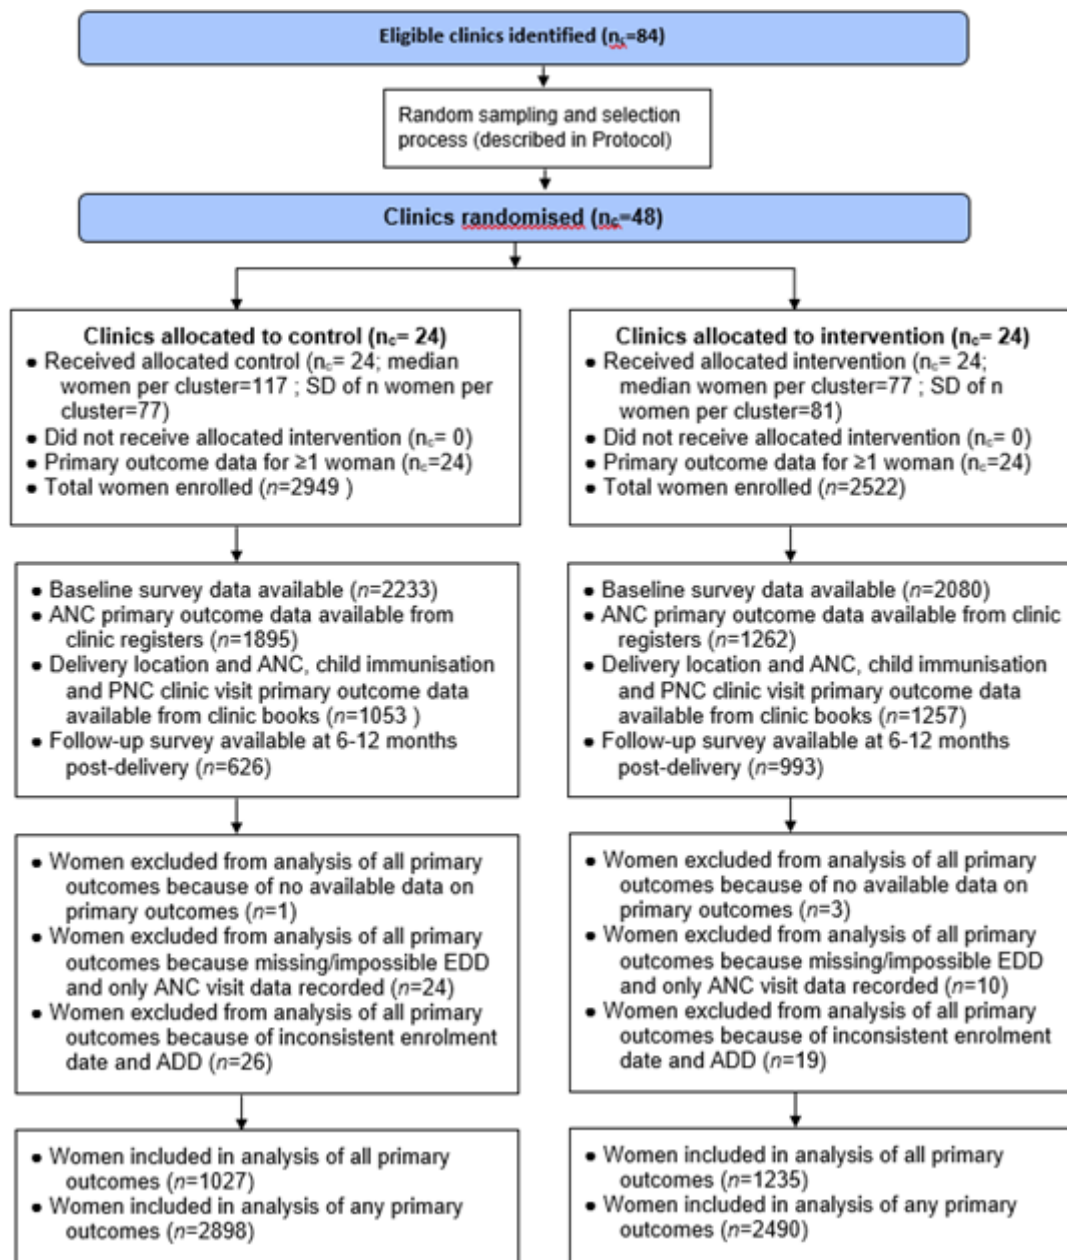 Eligible clinics identified (nc=84)
Random sampling and selection
process (described in Protocol)
Clinics randomised (nc=48)
Clinics allocated to control (nc= 24)
● Received allocated control (nc= 24; median
women per cluster=117 ; SD of n women per
cluster=77)
● Did not receive allocated intervention (nc= 0)
● Primary outcome data for ≥1 woman (nc=24)
● Total women enrolled (n=2949 )
Clinics allocated to intervention (nc= 24)
● Received allocated intervention (nc= 24;
median women per cluster=77 ; SD of n
women per cluster=81)
● Did not receive allocated intervention (nc= 0)
● Primary outcome data for ≥1 woman (nc=24)
● Total women enrolled (n=2522)
● Baseline survey data available (n=2233)
● ANC primary outcome data available from
clinic registers (n=1895)
● Delivery location and ANC, child immunisation
and PNC clinic visit primary outcome data
available from clinic books (n=1053 )
● Follow-up survey available at 6-12 months
post-delivery (n=626)
● Baseline survey data available (n=2080)
● ANC primary outcome data available from clinic
registers (n=1262)
● Delivery location and ANC, child immunisation
and PNC clinic visit primary outcome data
available from clinic books (n=1257)
● Follow-up survey available at 6-12 months
post-delivery (n=993)
● Women excluded from analysis of all primary
outcomes because of no available data on
primary outcomes (n=1)
● Women excluded from analysis of all primary
outcomes because missing/impossible EDD
and only ANC visit data recorded (n=24)
● Women excluded from analysis of all primary
outcomes because of inconsistent enrolment
date and ADD (n=26)
● Women excluded from analysis of all primary
outcomes because of no available data on
primary outcomes (n=3)
● Women excluded from analysis of all primary
outcomes because missing/impossible EDD
and only ANC visit data recorded (n=10)
● Women excluded from analysis of all primary
outcomes because of inconsistent enrolment
date and ADD (n=19)
● Women included in analysis of all primary
outcomes (n=1027)
● Women included in analysis of any primary
outcomes (n=2898)
● Women included in analysis of all primary
outcomes (n=1235)
● Women included in analysis of any primary
outcomes (n=2490)